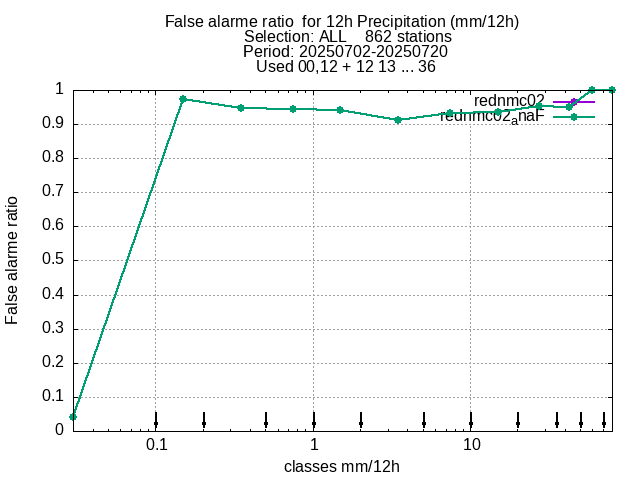 False alarme ratio  for 12h Precipitation (mm/12h)
Selection: ALL    862 stations
Period: 20250702-20250720
Used 00,12 + 12 13 ... 36
rednmc02
rednmc02anaF
1
0.9
0.8
0.7
0.6
0.5
0.4
0.3
0.2
0.1
0
False alarme ratio
0.1 1 10
classes mm/12h